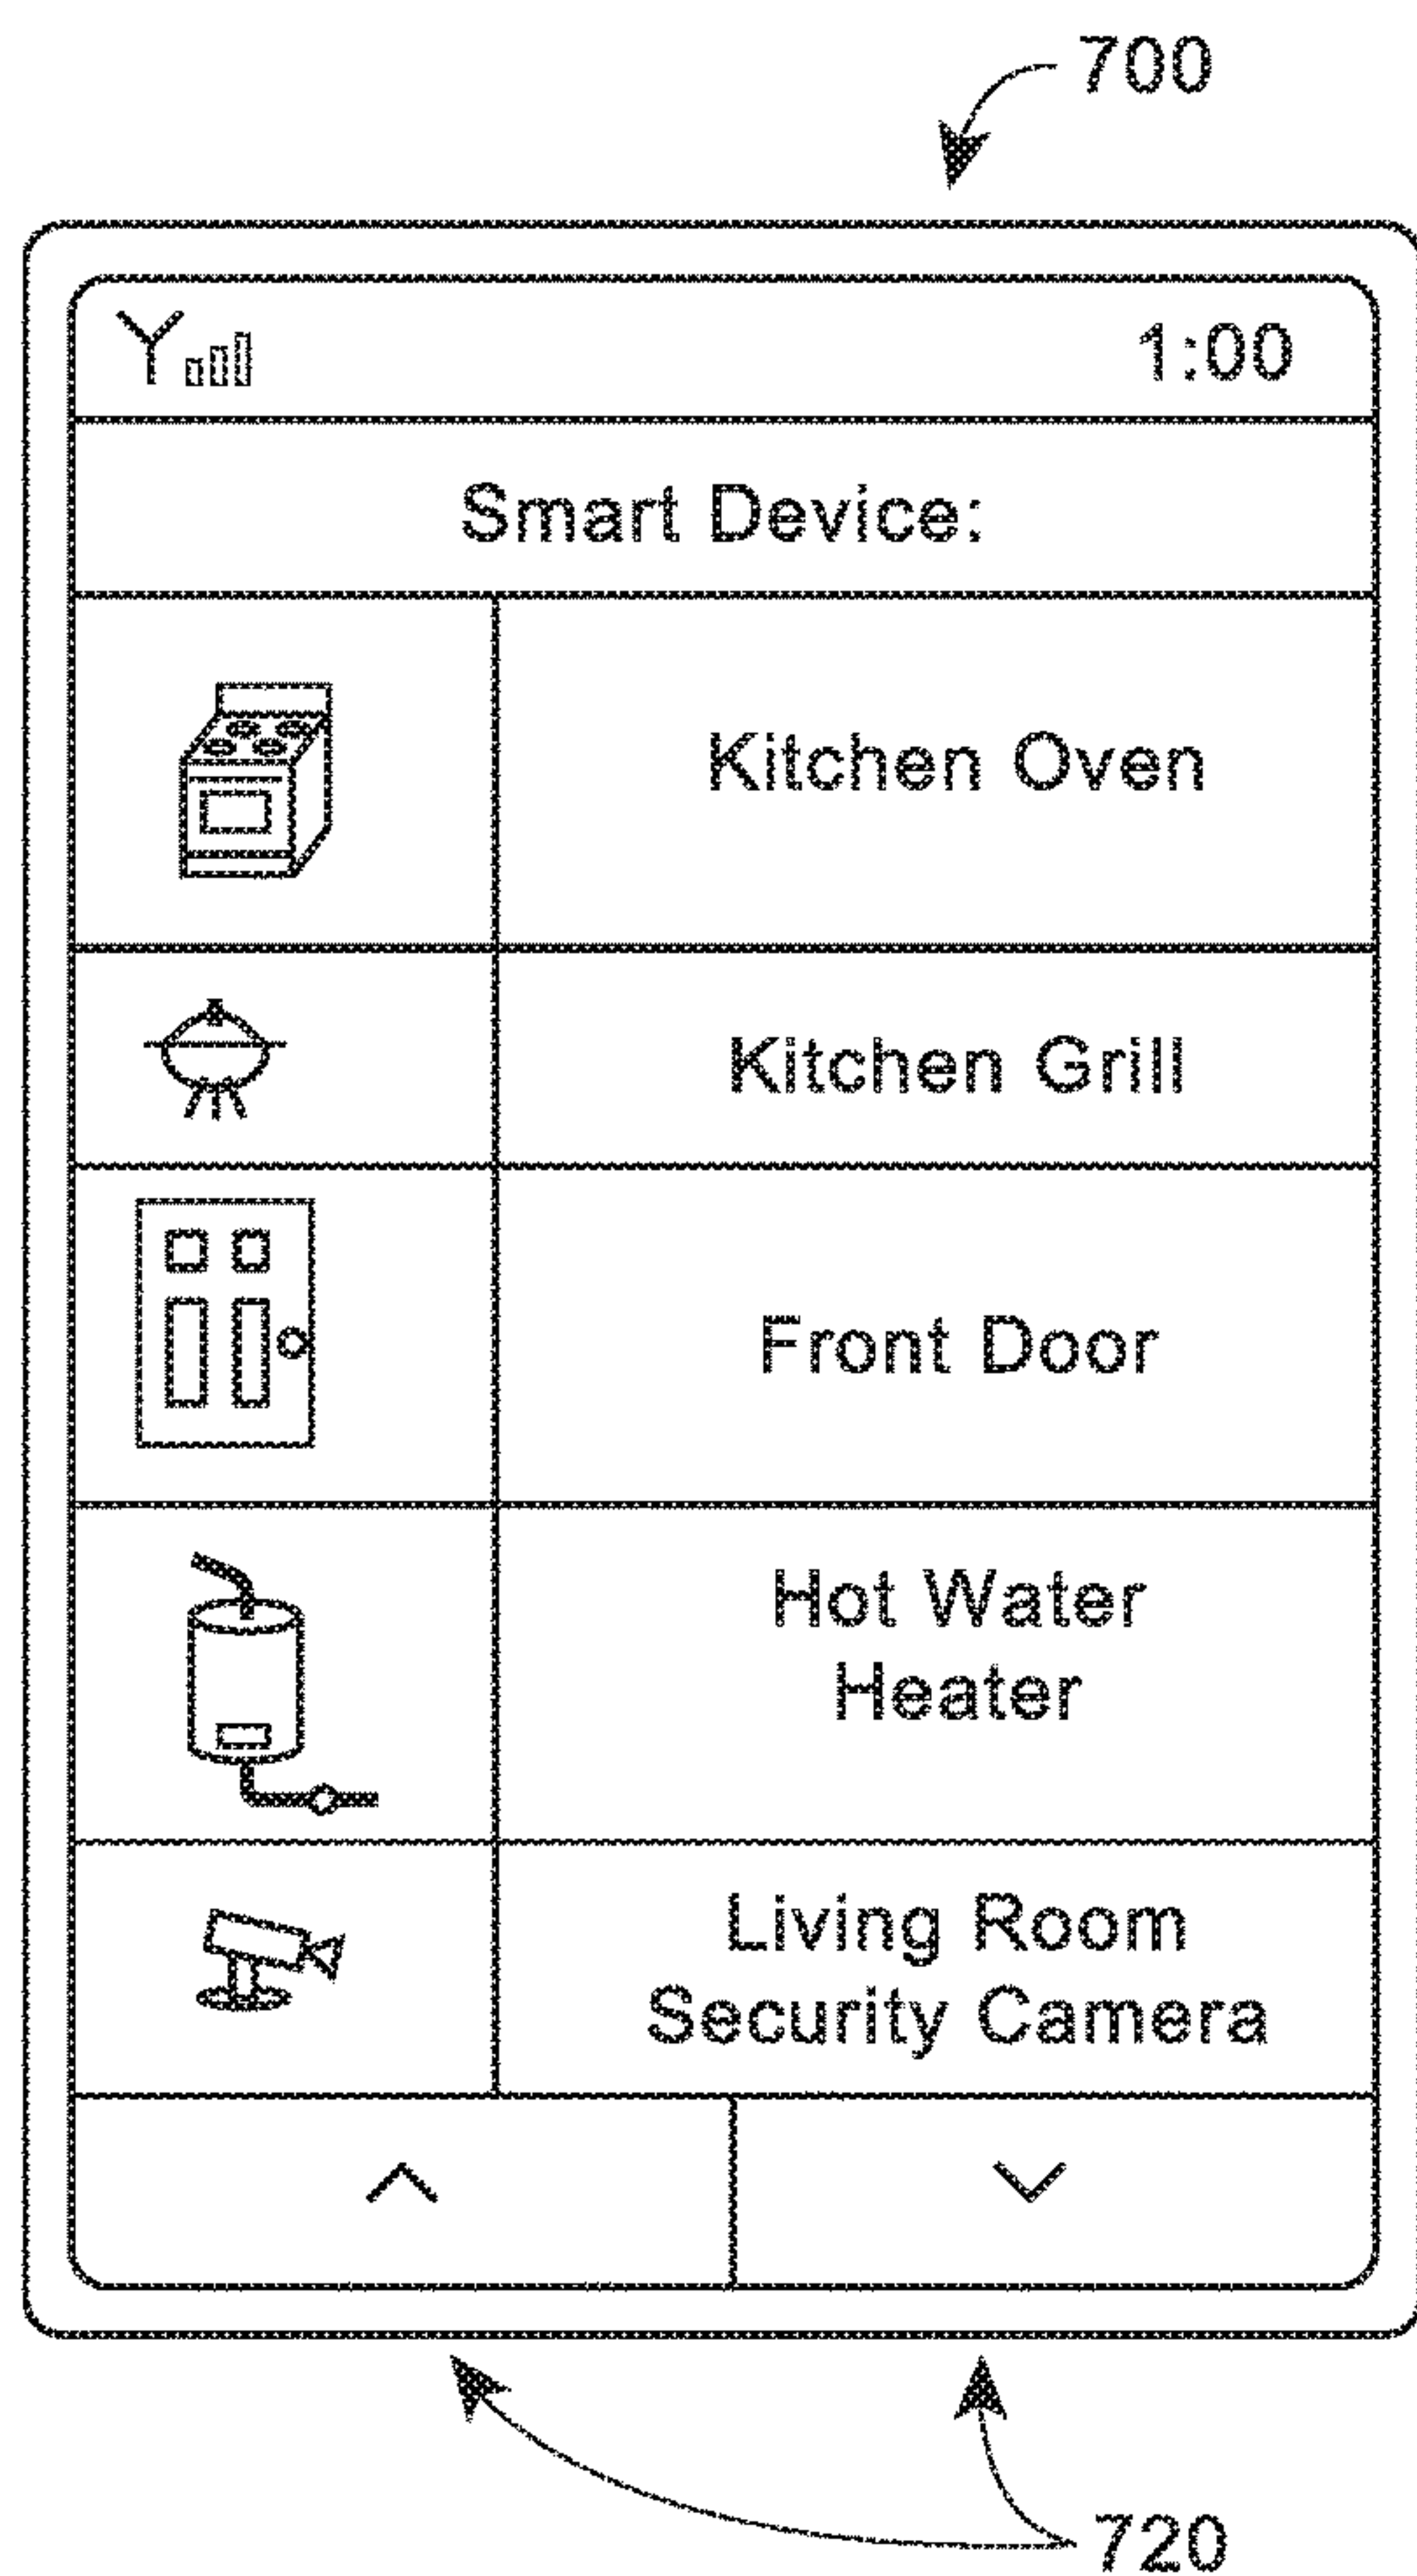 700
1:00
Smart Device:
Kitchen Oven
Kitchen Grill
Front Door
Hot Water
Heater
Living Room
Security Camera
720